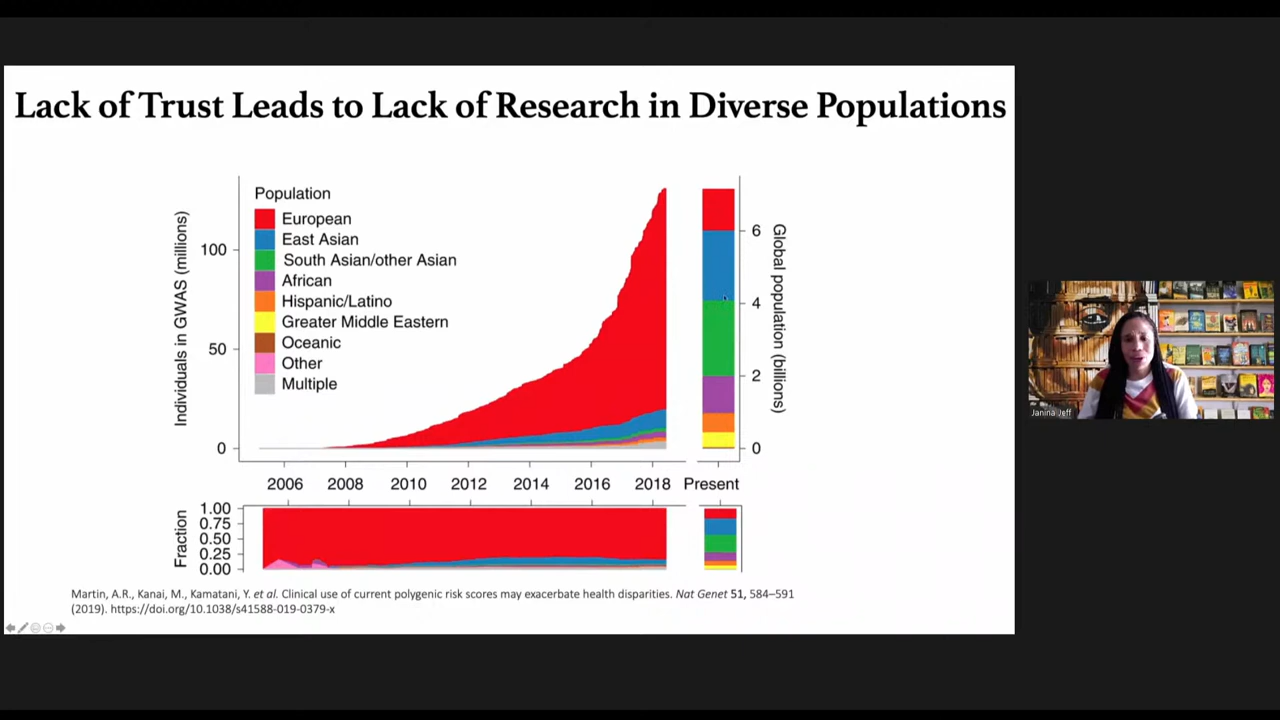 Lack of Trust Leads to Lack of Research in Diverse Populations
Population
European
East Asian
South Asian/other Asian
African
Hispanic/Latino
Greater Middle Eastern
Oceanic
Other
Multiple
Individuals in GWAS (millions)
100
50
0
6
4
2
0
Global population (billions)
2006 2008 2010 2012 2014 2016 2018 Present
Fraction
1.00
0.75
0.50
0.25
0.00
Martin, A.R., Kanai, M., Kamatani, Y. et al. Clinical use of current polygenic risk scores may exacerbate health disparities. Nat Genet 51, 584–591
(2019). https://doi.org/10.1038/s41588-019-0379-x
Janina Jeff